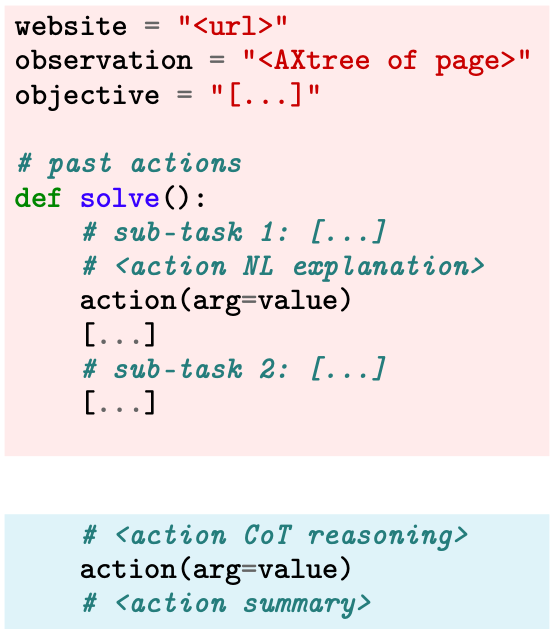 website = "<url>"
observation = "<AXtree of page>"
objective = "[...]"
# past actions
def solve():
# sub-task 1: [...]
# <action NL explanation>
action(arg=value)
[...]
# sub-task 2: [...]
[...]
# <action CoT reasoning>
action(arg=value)
# <action summary>